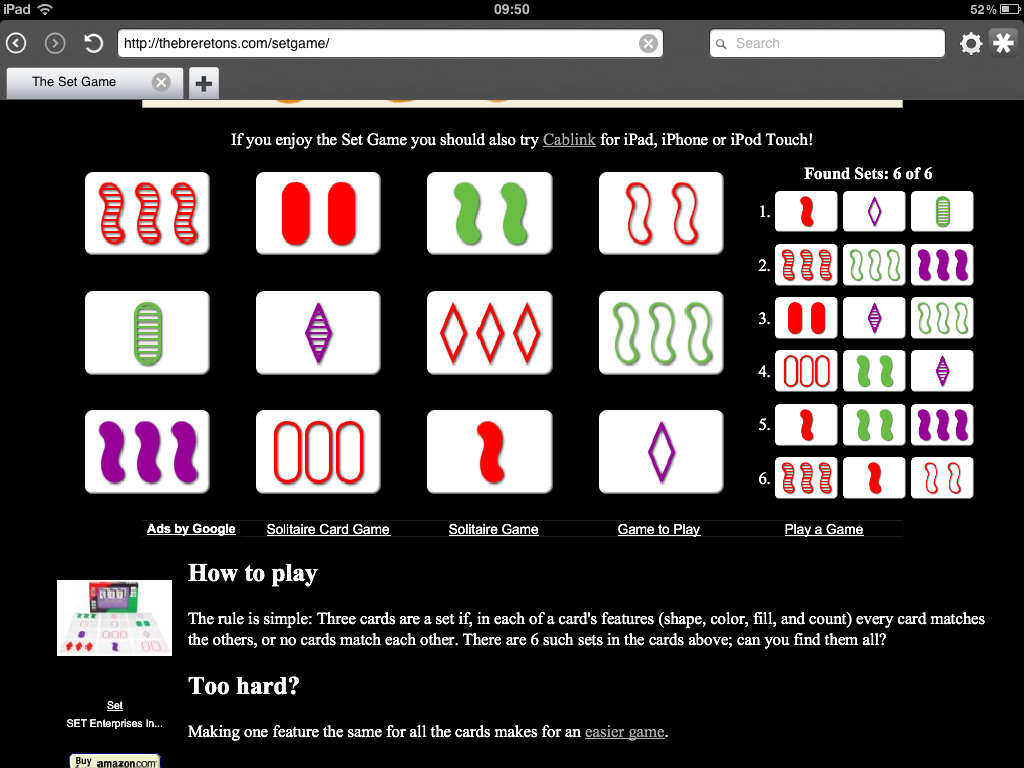 iPad 09:50 52%
http://thebreretons.com/setgame/ Search
The Set Game
If you enjoy the Set Game you should also try Cablink for iPad, iPhone or iPod Touch!
Found Sets: 6 of 6
1.
2.
3.
4.
5.
6.
Ads by Google Solitaire Card Game Solitaire Game Game to Play Play a Game
How to play
The rule is simple: Three cards are a set if, in each of a card's features (shape, color, fill, and count) every card matches
the others, or no cards match each other. There are 6 such sets in the cards above; can you find them all?
Too hard?
Set
SET Enterprises In...
Making one feature the same for all the cards makes for an easier game.
Buy amazon.com